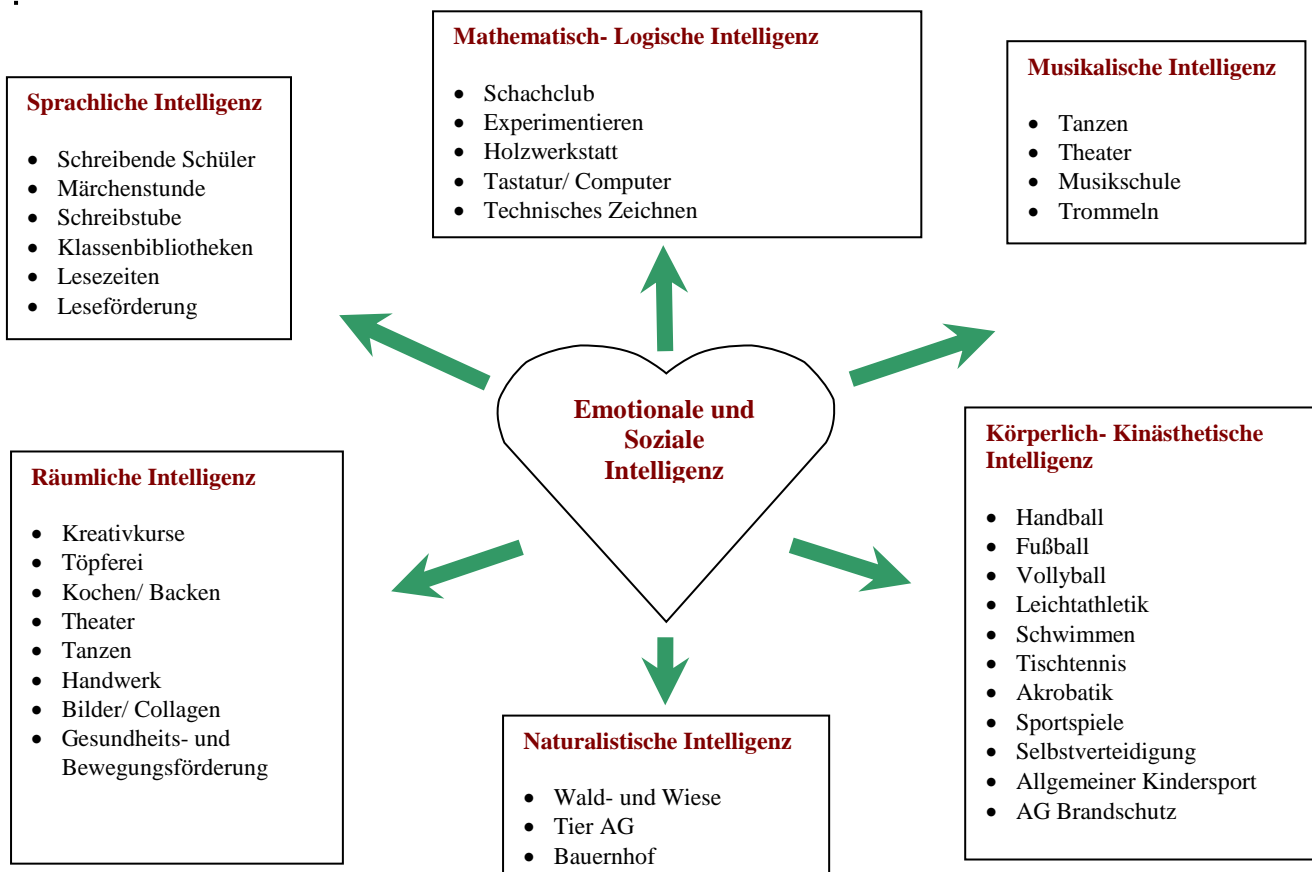 Mathematisch- Logische Intelligenz
• Schachclub
• Experimentieren
• Holzwerkstatt
• Tastatur/ Computer
• Technisches Zeichnen
Musikalische Intelligenz
• Tanzen
• Theater
• Musikschule
• Trommeln
Sprachliche Intelligenz
• Schreibende Schüler
• Märchenstunde
• Schreibstube
• Klassenbibliotheken
• Lesezeiten
• Leseförderung
Emotionale und
Soziale
Intelligenz
Körperlich- Kinästhetische
Intelligenz
• Handball
• Fußball
• Vollyball
• Leichtathletik
• Schwimmen
• Tischtennis
• Akrobatik
• Sportspiele
• Selbstverteidigung
• Allgemeiner Kindersport
• AG Brandschutz
Räumliche Intelligenz
• Kreativkurse
• Töpferei
• Kochen/ Backen
• Theater
• Tanzen
• Handwerk
• Bilder/ Collagen
• Gesundheits- und
Bewegungsförderung
Naturalistische Intelligenz
• Wald- und Wiese
• Tier AG
• Bauernhof